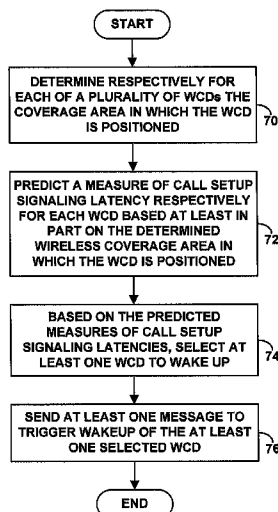 START
DETERMINE RESPECTIVELY FOR
EACH OF A PLURALITY OF WCDs THE
COVERAGE AREA IN WHICH THE WCD
IS POSITIONED
70
PREDICT A MEASURE OF CALL SETUP
SIGNALING LATENCY RESPECTIVELY
FOR EACH WCD BASED AT LEAST IN
PART ON THE DETERMINED
WIRELESS COVERAGE AREA IN
WHICH THE WCD IS POSITIONED
72
BASED ON THE PREDICTED
MEASURES OF CALL SETUP
SIGNALING LATENCIES, SELECT AT
LEAST ONE WCD TO WAKE UP
74
SEND AT LEAST ONE MESSAGE TO
TRIGGER WAKEUP OF THE AT LEAST
ONE SELECTED WCD
76
END